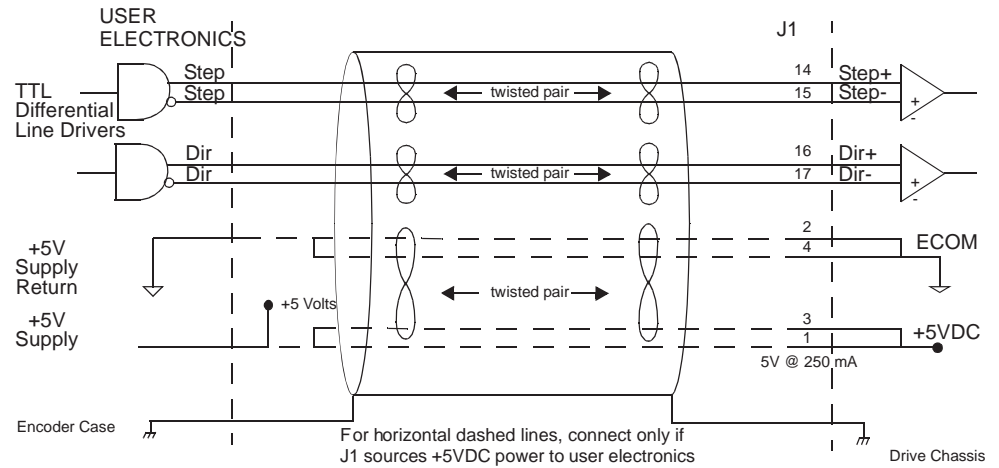 USER
ELECTRONICS
J1
TTL
Differential
Line Drivers
Step
Step
twisted pair
14
15
Step+
Step-
+
-
Dir
Dir
twisted pair
16
17
Dir+
Dir-
+
-
+5V
Supply
Return
2
4
ECOM
+5V
Supply
+5 Volts
twisted pair
3
1
+5VDC
5V @ 250 mA
Encoder Case
For horizontal dashed lines, connect only if
J1 sources +5VDC power to user electronics
Drive Chassis